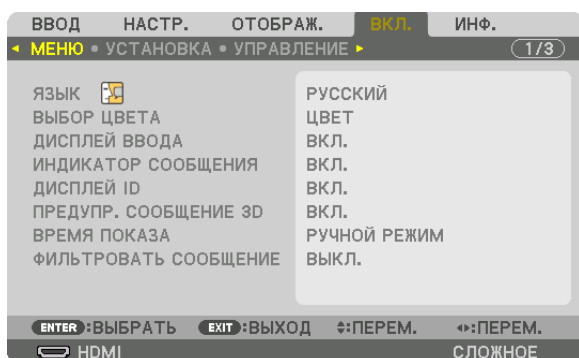 ВВОД НАСТР. ОТОБРАЖ. ВКЛ. ИНФ.
МЕНЮ • УСТАНОВКА • УПРАВЛЕНИЕ 1/3
ЯЗЫК РУССКИЙ
ВЫБОР ЦВЕТА ЦВЕТ
ДИСПЛЕЙ ВВОДА ВКЛ.
ИНДИКАТОР СООБЩЕНИЯ ВКЛ.
ДИСПЛЕЙ ID ВКЛ.
ПРЕДУПР. СООБЩЕНИЕ 3D ВКЛ.
ВРЕМЯ ПОКАЗА РУЧНОЙ РЕЖИМ
ФИЛЬТРОВАТЬ СООБЩЕНИЕ ВЫКЛ.
ENTER:ВЫБРАТЬ EXIT:ВЫХОД :ПЕРЕМ. :ПЕРЕМ.
HDMI СЛОЖНОЕ